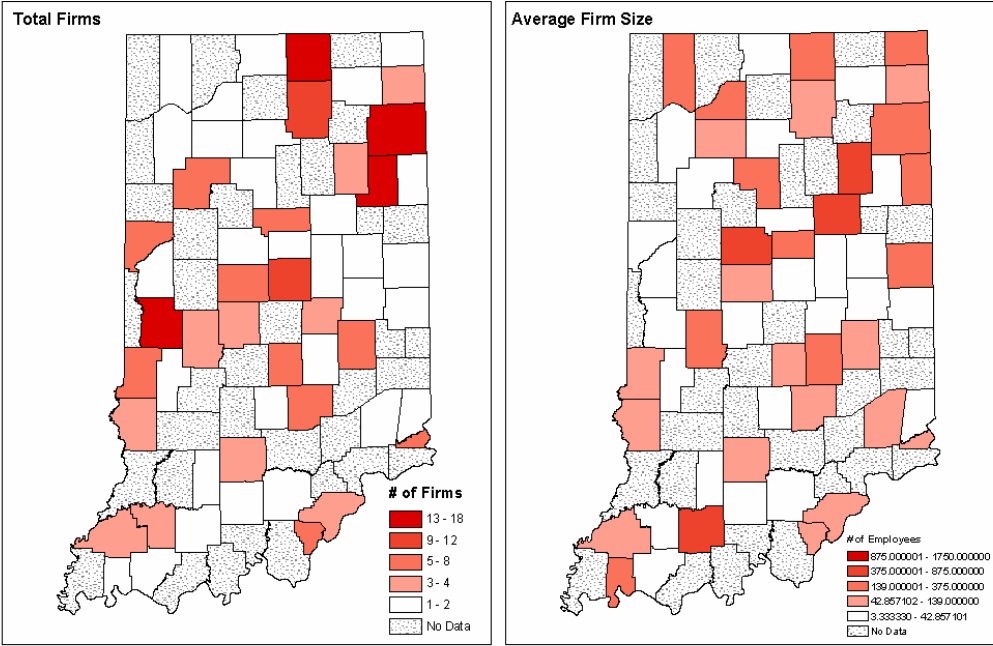 Total Firms
# of Firms
13 - 18
9 - 12
5 - 8
3 - 4
1 - 2
No Data
Average Firm Size
# of Employees
875.000001 - 1750.000000
375.000001 - 875.000000
139.000001 - 375.000000
42.857102 - 139.000000
3.333330 - 42.857101
No Data